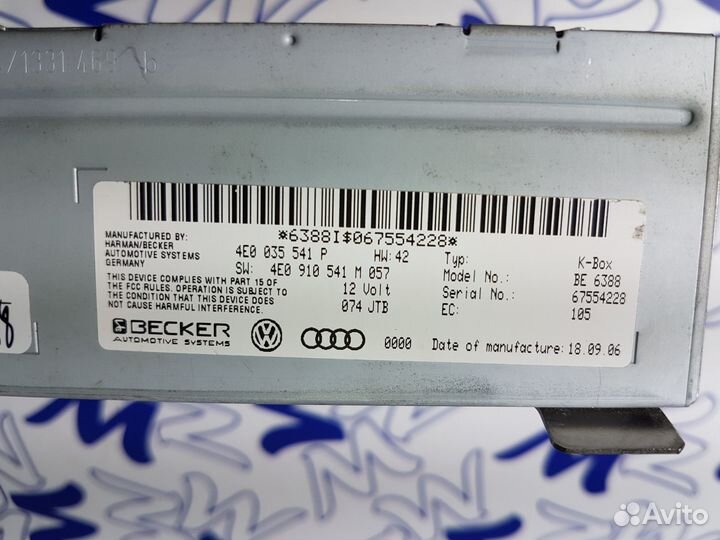 /1331 469 b
*6388I$067554228*
MANUFACTURED BY:
HARMAN/BECKER
AUTOMOTIVE SYSTEMS
GERMANY
4E0 035 541 P HW: 42
SW: 4E0 910 541 M 057
THIS DEVICE COMPLIES WITH PART 15 OF
THE FCC RULES. OPERATION IS SUBJECT TO
THE CONDITION THAT THIS DEVICE DOES
NOT CAUSE HARMFUL INTERFERENCE.
12 Volt
074 JTB
Typ: K-Box
Model No.: BE 6388
Serial No.: 67554228
EC: 105
BECKER
AUTOMOTIVE SYSTEMS
0000 Date of manufacture: 18.09.06
Avito